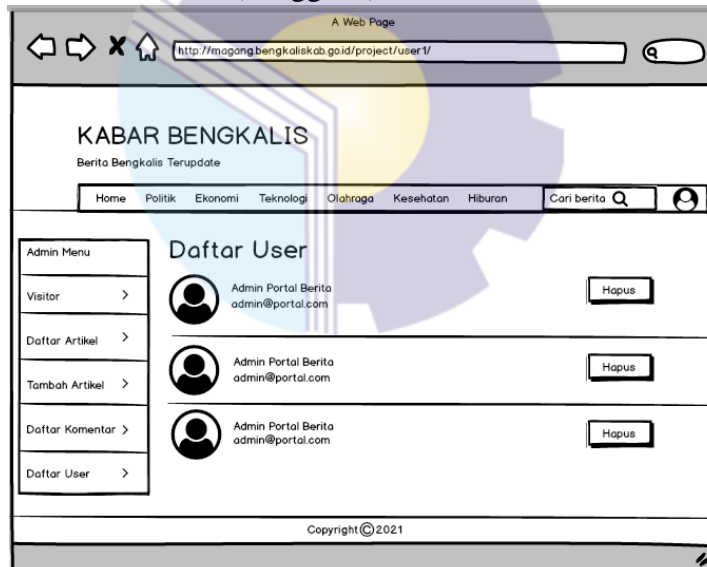 A Web Page
http://magang.bengkaliskab.go.id/project/user1/
KABAR BENGKALIS
Berita Bengkalis Terupdate
Home Politik Ekonomi Teknologi Olahraga Kesehatan Hiburan Cari berita
Admin Menu
Visitor >
Daftar Artikel >
Tambah Artikel >
Daftar Komentar >
Daftar User >
Daftar User
Admin Portal Berita
admin@portal.com
Hapus
Admin Portal Berita
admin@portal.com
Hapus
Admin Portal Berita
admin@portal.com
Hapus
Copyright©2021